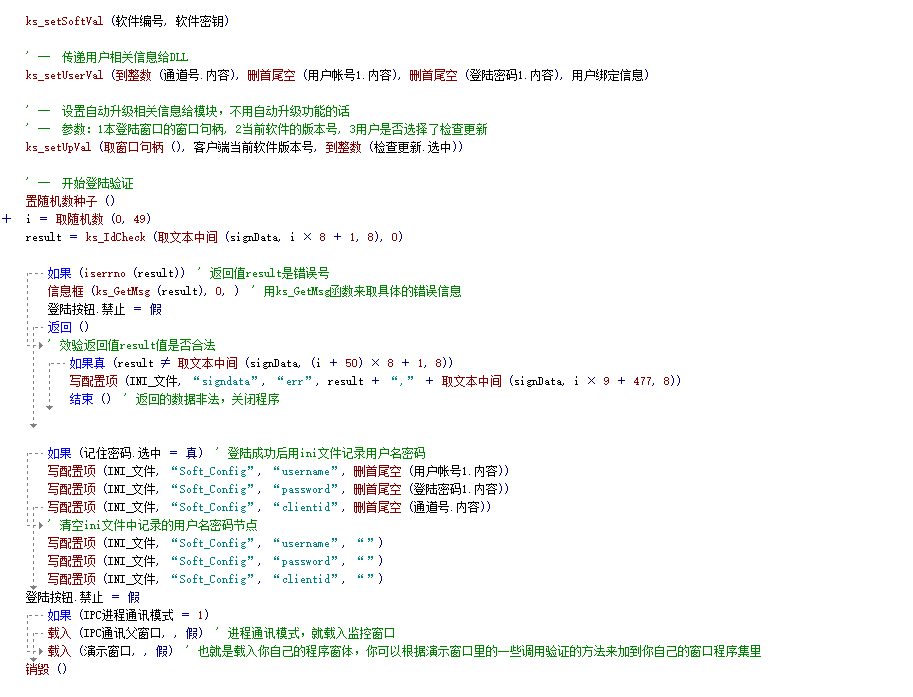 ks_setSoftVal (软件编号, 软件密钥)
' — 传递用户相关信息给DLL
ks_setUserVal (到整数 (通道号.内容), 删首尾空 (用户帐号1.内容), 删首尾空 (登陆密码1.内容), 用户绑定信息)
' — 设置自动升级相关信息给模块，不用自动升级功能的话
' — 参数: 1本登陆窗口的窗口句柄, 2当前软件的版本号, 3用户是否选择了检查更新
ks_setUpVal (取窗口句柄 (), 客户端当前软件版本号, 到整数 (检查更新.选中))
' — 开始登陆验证
置随机数种子 ()
+ i = 取随机数 (0, 49)
result = ks_IdCheck (取文本中间 (signData, i × 8 + 1, 8), 0)
如果 (iserrno (result)) ' 返回值result是错误号
信息框 (ks_GetMsg (result), 0, ) ' 用ks_GetMsg函数来取具体的错误信息
登陆按钮.禁止 = 假
返回 ()
' 效验返回值result值是否合法
如果真 (result ≠ 取文本中间 (signData, (i + 50) × 8 + 1, 8))
写配置项 (INI_文件, “signdata”, “err”, result + “,” + 取文本中间 (signData, i × 9 + 477, 8))
结束 () ' 返回的数据非法，关闭程序
如果 (记住密码.选中 = 真) ' 登陆成功后用ini文件记录用户名密码
写配置项 (INI_文件, “Soft_Config”, “username”, 删首尾空 (用户帐号1.内容))
写配置项 (INI_文件, “Soft_Config”, “password”, 删首尾空 (登陆密码1.内容))
写配置项 (INI_文件, “Soft_Config”, “clientid”, 删首尾空 (通道号.内容))
' 清空ini文件中记录的用户名密码节点
写配置项 (INI_文件, “Soft_Config”, “username”, “”)
写配置项 (INI_文件, “Soft_Config”, “password”, “”)
写配置项 (INI_文件, “Soft_Config”, “clientid”, “”)
登陆按钮.禁止 = 假
如果 (IPC进程通讯模式 = 1)
载入 (IPC通讯父窗口, , 假) ' 进程通讯模式，就载入监控窗口
载入 (演示窗口, , 假) ' 也就是载入你自己的程序窗体，你可以根据演示窗口里的一些调用验证的方法来加到你自己的窗口程序集里
销毁 ()